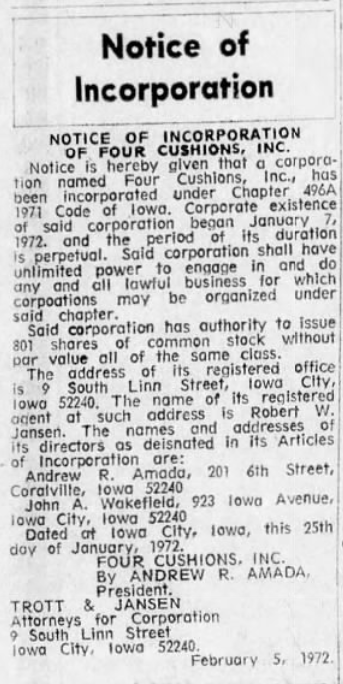 Notice of
Incorporation
NOTICE OF INCORPORATION
OF FOUR CUSHIONS, INC.
Notice is hereby given that a corpora-
tion named Four Cushions, Inc., has
been incorporated under Chapter 496A
1971 Code of Iowa. Corporate existence
of said corporation began January 7,
1972. and the period of its duration
is perpetual. Said corporation shall have
unlimited power to engage in and do
any and all lawful business for which
corpoations may be organized under
said chapter.
Said corporation has authority to issue
801 shares of common stock without
par value all of the same class.
The address of its registered office
is 9 South Linn Street, Iowa City,
Iowa 52240. The name of its registered
agent at such address is Robert W.
Jansen. The names and addresses of
its directors as deisnated in its Articles
of Incorporation are:
Andrew R. Amada, 201 6th Street,
Coralville, Iowa 52240
John A. Wakefield, 923 Iowa Avenue,
Iowa City, Iowa 52240
Dated at Iowa City, Iowa, this 25th
day of January, 1972.
FOUR CUSHIONS, INC.
By ANDREW R. AMADA,
President.
TROTT & JANSEN
Attorneys for Corporation
9 South Linn Street
Iowa City, Iowa 52240.
February 5, 1972.